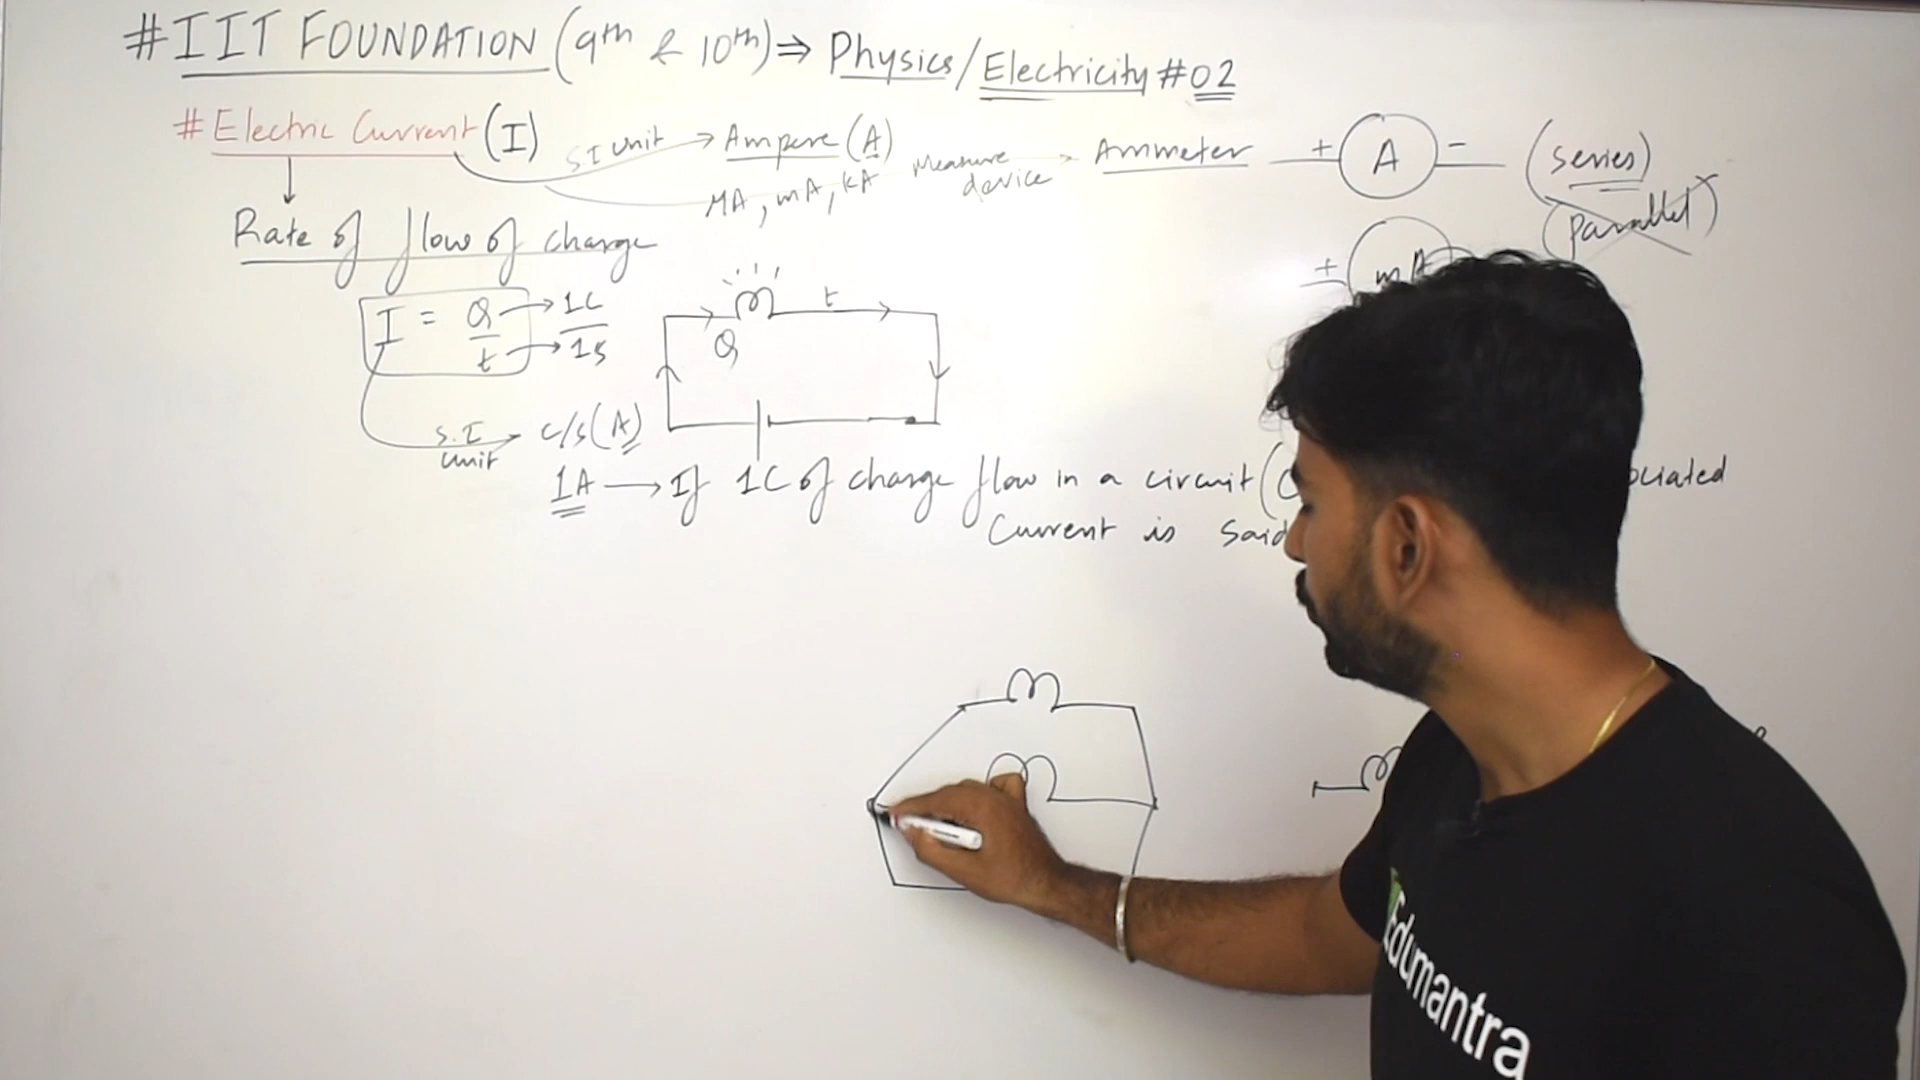 # IIT FOUNDATION (9th & 10th) ⇒ Physics/Electricity #02
# Electric Current (I) SI unit → Ampere (A) Measure device → Ammeter + A - (series)
MA, mA, kA (Parallel)
Rate of flow of charge + mA
I = Q/t → 1C / 1s
Q t
S.I unit → C/s (A)
1A → If 1C of charge flow in a circuit (
Current is said
Edumantra